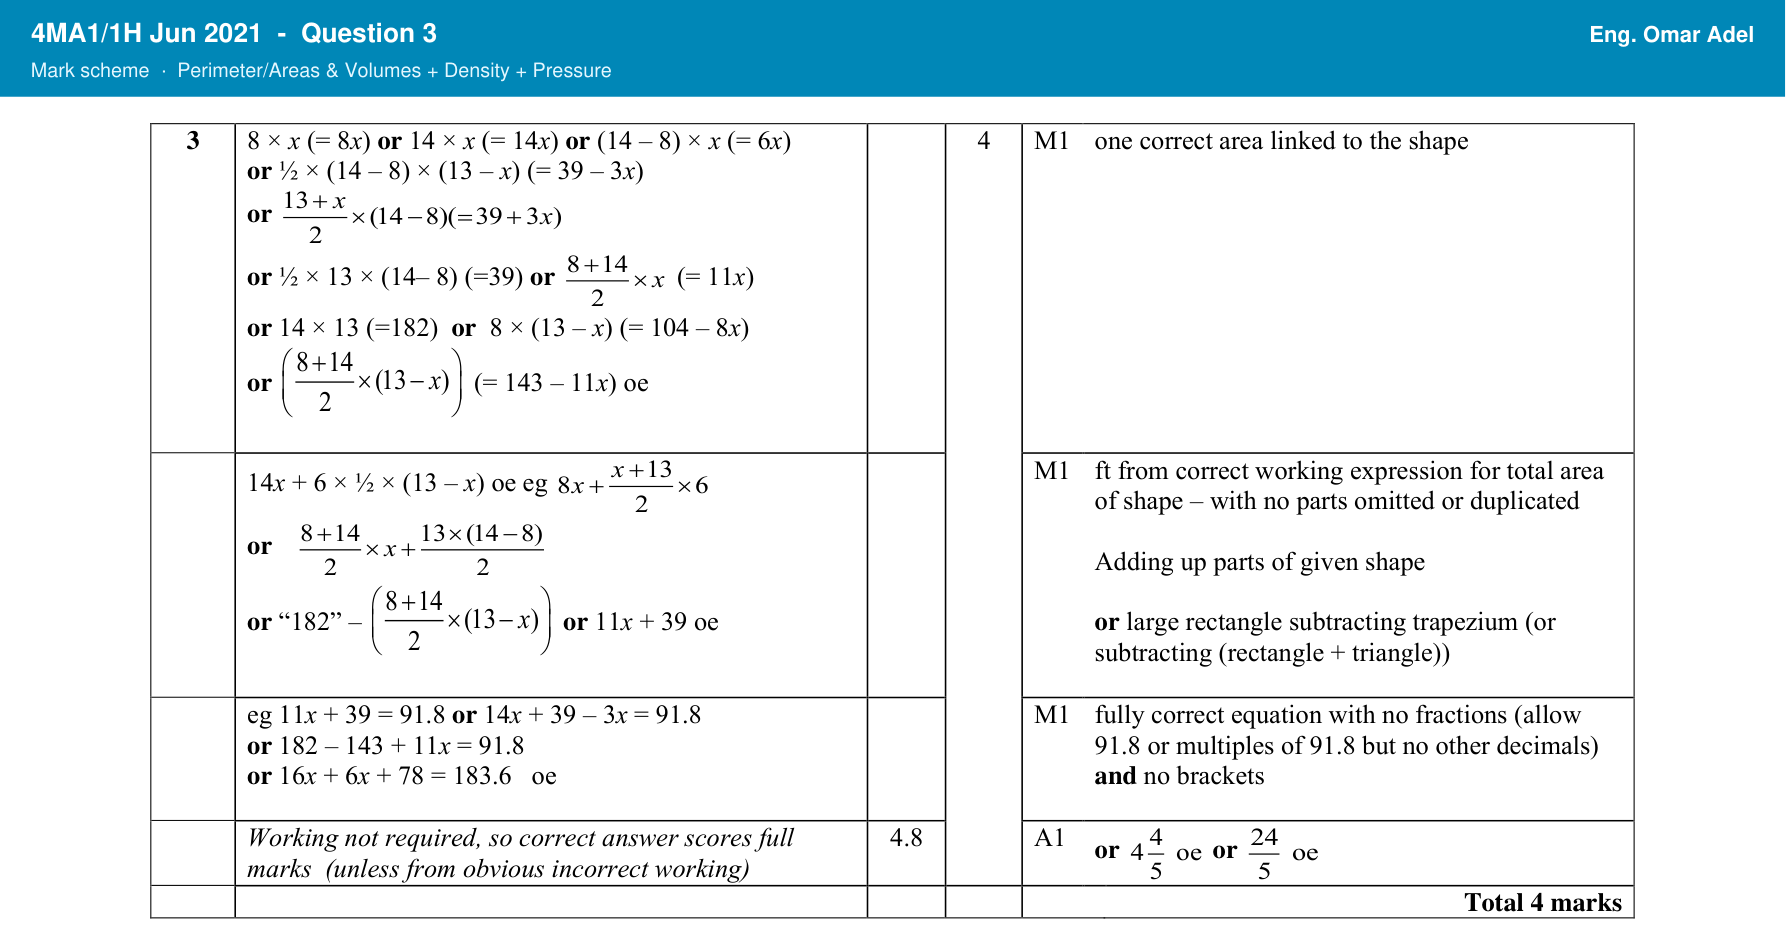 4MA1/1H Jun 2021 - Question 3
Eng. Omar Adel
Mark scheme · Perimeter/Areas & Volumes + Density + Pressure
3
8 × x (= 8x) or 14 × x (= 14x) or (14 – 8) × x (= 6x)
or ½ × (14 – 8) × (13 – x) (= 39 – 3x)
or (13 + x)/2 × (14 – 8)(= 39 + 3x)
or ½ × 13 × (14– 8) (=39) or (8 + 14)/2 × x (= 11x)
or 14 × 13 (=182) or 8 × (13 – x) (= 104 – 8x)
or ((8 + 14)/2 × (13 – x)) (= 143 – 11x) oe
4
M1 one correct area linked to the shape
14x + 6 × ½ × (13 – x) oe eg 8x + (x + 13)/2 × 6
or (8 + 14)/2 × x + (13 × (14 – 8))/2
or “182” – ((8 + 14)/2 × (13 – x)) or 11x + 39 oe
M1 ft from correct working expression for total area
of shape – with no parts omitted or duplicated
Adding up parts of given shape
or large rectangle subtracting trapezium (or
subtracting (rectangle + triangle))
eg 11x + 39 = 91.8 or 14x + 39 – 3x = 91.8
or 182 – 143 + 11x = 91.8
or 16x + 6x + 78 = 183.6 oe
M1 fully correct equation with no fractions (allow
91.8 or multiples of 91.8 but no other decimals)
and no brackets
Working not required, so correct answer scores full
marks (unless from obvious incorrect working)
4.8
A1 or 4 4/5 oe or 24/5 oe
Total 4 marks